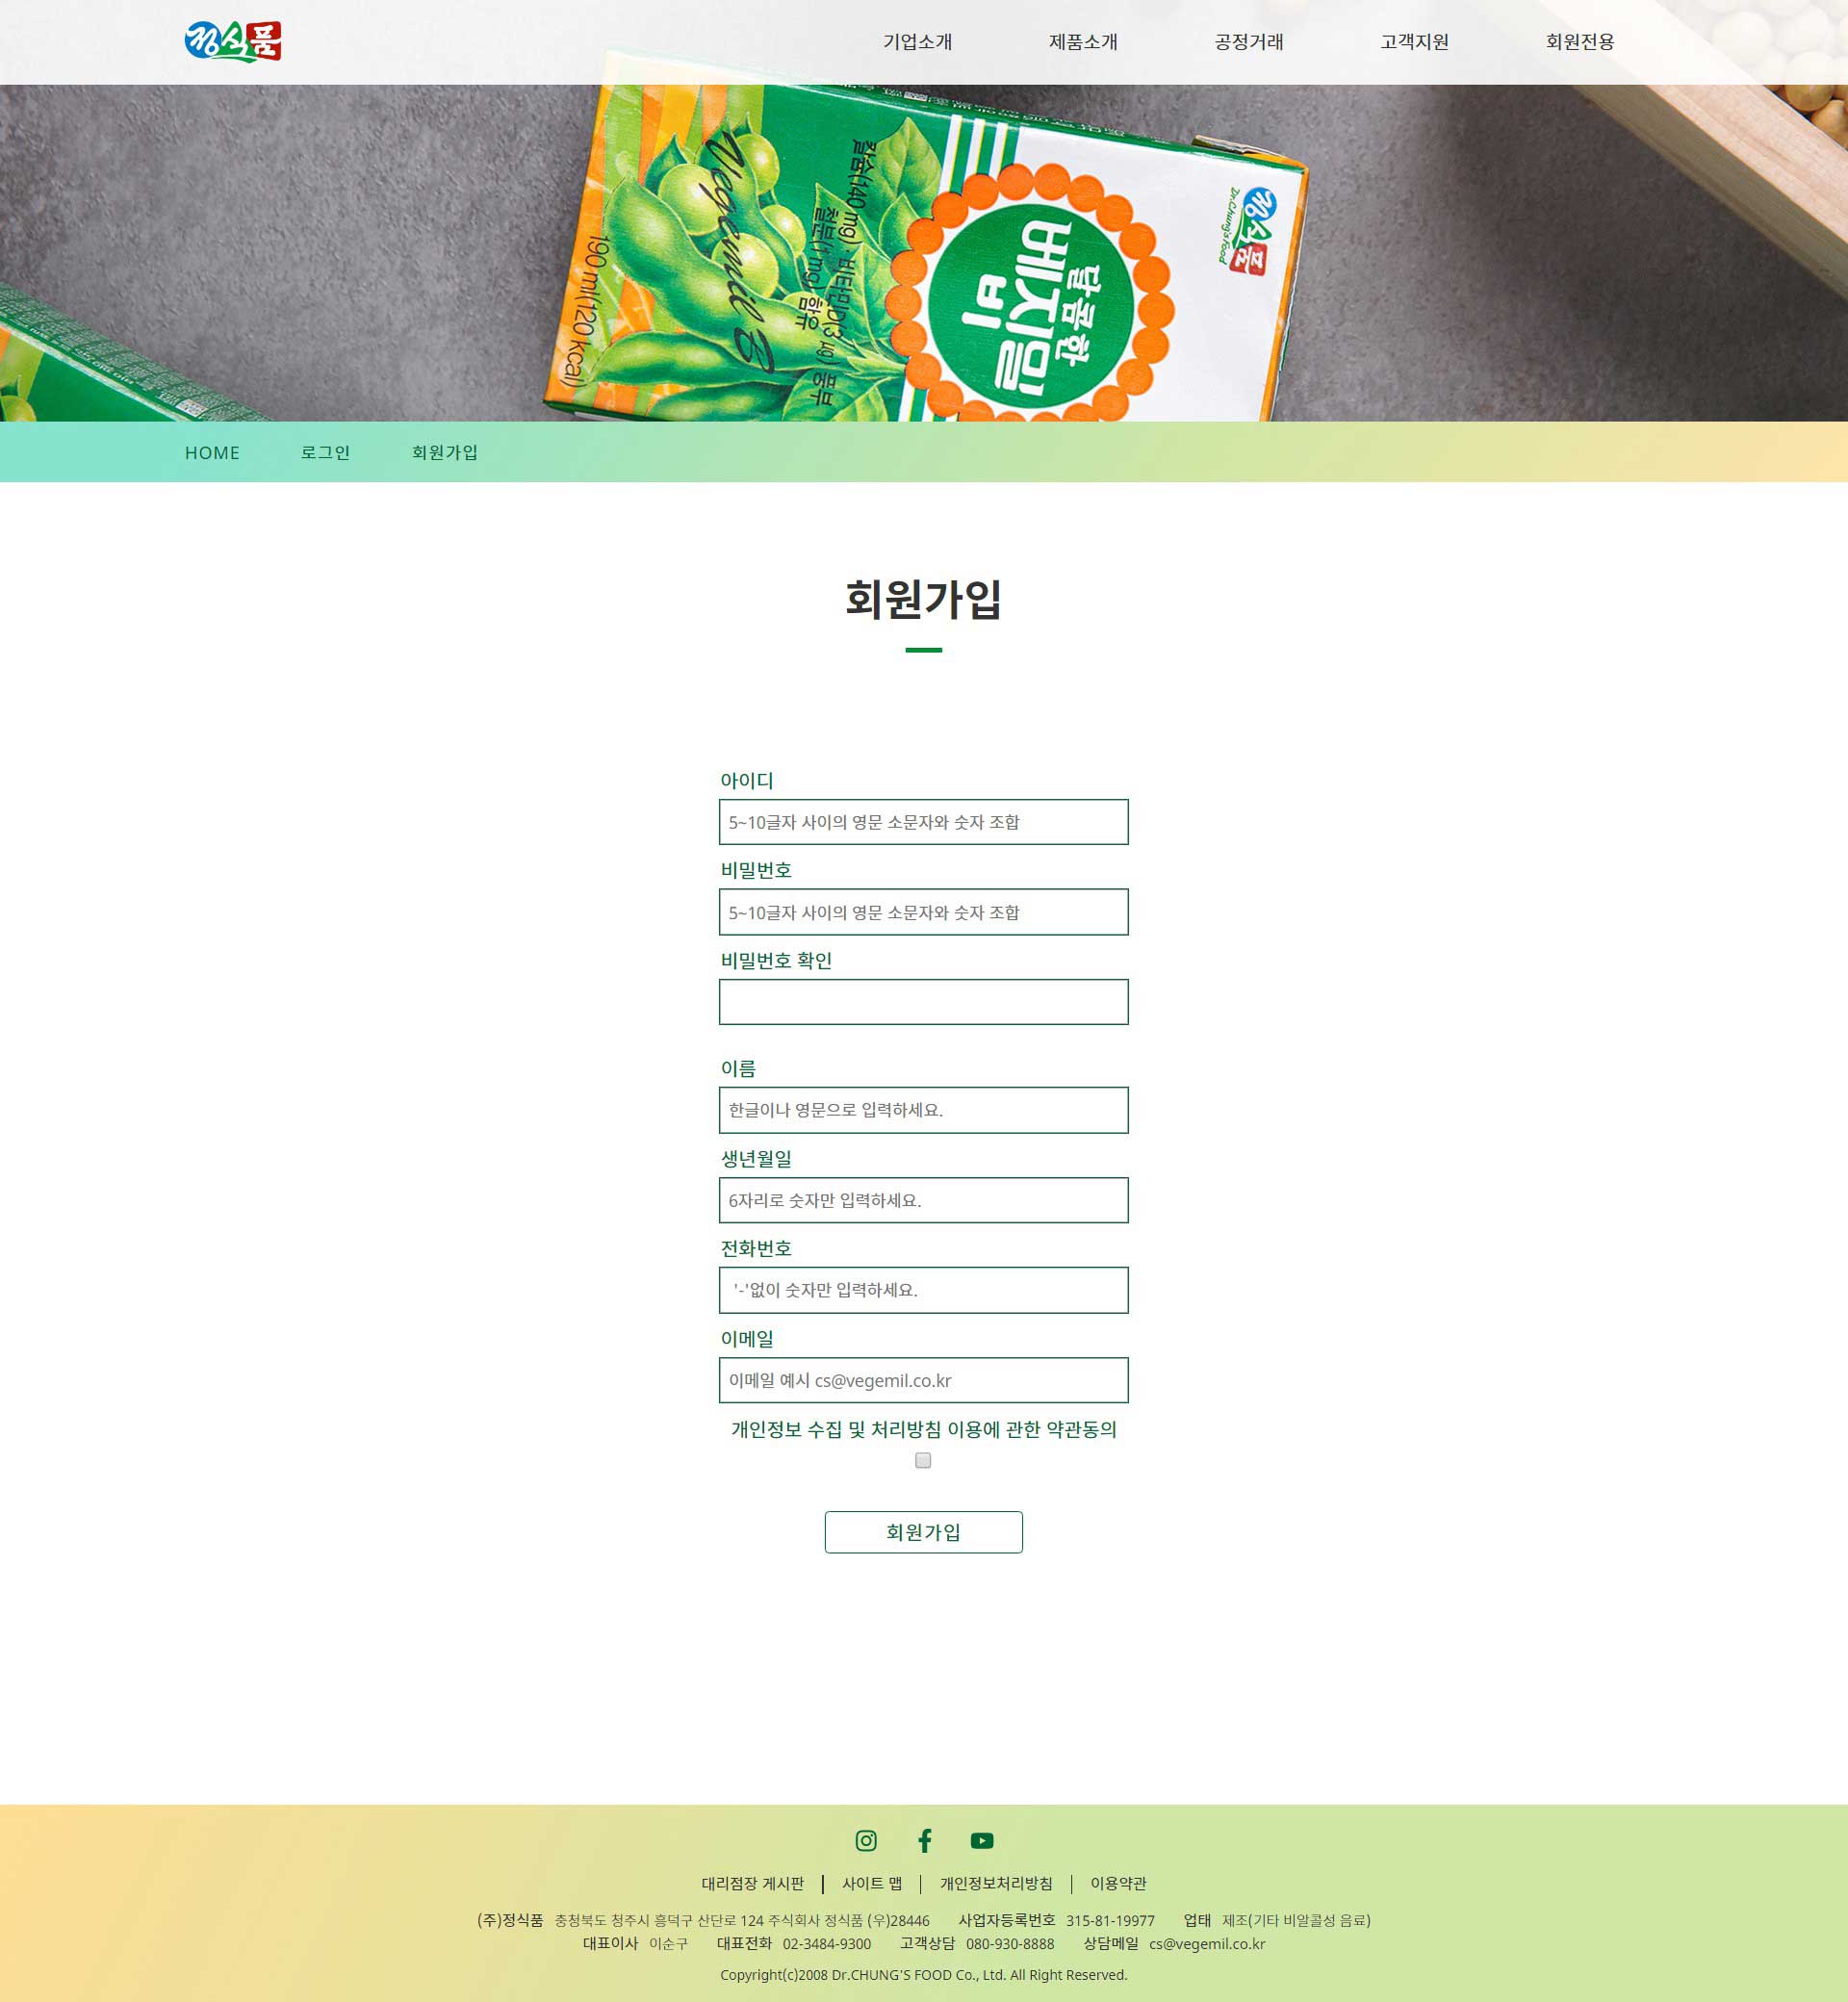 정식품
기업소개 제품소개 공정거래 고객지원 회원전용
정식품
Dr.Chung's Food
달콤한
베지밀
비
칼슘(140 mg) · 비타민D(3 μg) 풍부
철분(1 mg) 함유
Vegemil B
190 ml(120 kcal)
HOME 로그인 회원가입
회원가입
아이디
5~10글자 사이의 영문 소문자와 숫자 조합
비밀번호
5~10글자 사이의 영문 소문자와 숫자 조합
비밀번호 확인
이름
한글이나 영문으로 입력하세요.
생년월일
6자리로 숫자만 입력하세요.
전화번호
'-'없이 숫자만 입력하세요.
이메일
이메일 예시 cs@vegemil.co.kr
개인정보 수집 및 처리방침 이용에 관한 약관동의
회원가입
대리점장 게시판 사이트 맵 개인정보처리방침 이용약관
(주)정식품 충청북도 청주시 흥덕구 산단로 124 주식회사 정식품 (우)28446 사업자등록번호 315-81-19977 업태 제조(기타 비알콜성 음료)
대표이사 이순구 대표전화 02-3484-9300 고객상담 080-930-8888 상담메일 cs@vegemil.co.kr
Copyright(c)2008 Dr.CHUNG'S FOOD Co., Ltd. All Right Reserved.